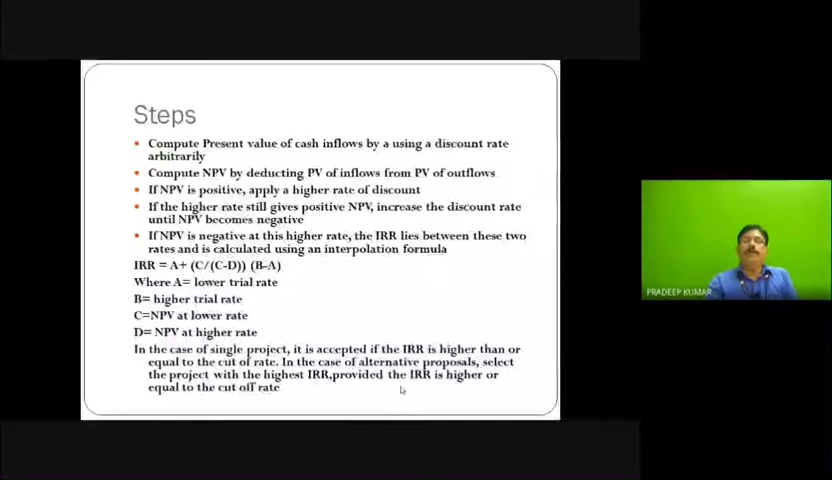 Steps
• Compute Present value of cash inflows by a using a discount rate
arbitrarily
• Compute NPV by deducting PV of inflows from PV of outflows
• If NPV is positive, apply a higher rate of discount
• If the higher rate still gives positive NPV, increase the discount rate
until NPV becomes negative
• If NPV is negative at this higher rate, the IRR lies between these two
rates and is calculated using an interpolation formula
IRR = A+ (C/(C-D)) (B-A)
Where A= lower trial rate
B= higher trial rate
C=NPV at lower rate
D= NPV at higher rate
In the case of single project, it is accepted if the IRR is higher than or
equal to the cut of rate. In the case of alternative proposals, select
the project with the highest IRR,provided the IRR is higher or
equal to the cut off rate
PRADEEP KUMAR